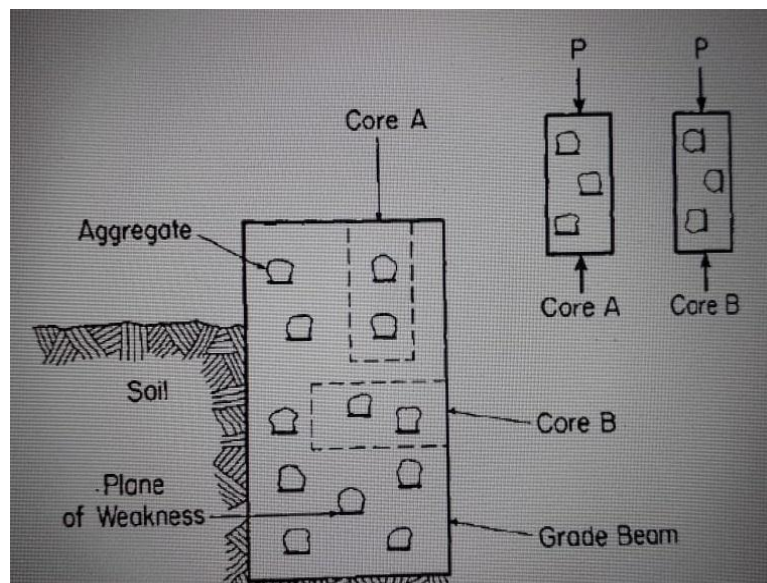 P
P
Core A
Aggregate
Core A
Core B
Soil
Core B
Plane
of Weakness
Grade Beam